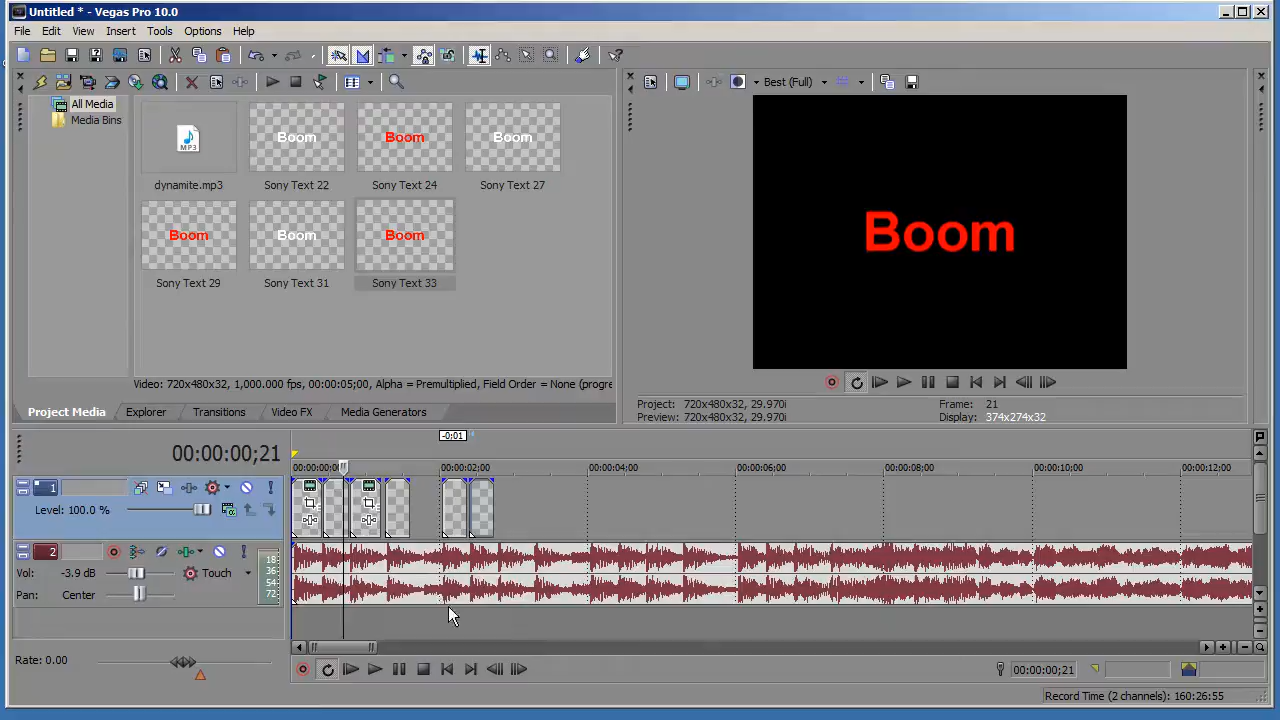 Untitled * - Vegas Pro 10.0
File Edit View Insert Tools Options Help
Best (Full)
All Media
Media Bins
MP3
dynamite.mp3
Boom
Sony Text 22
Boom
Sony Text 24
Boom
Sony Text 27
Boom
Sony Text 29
Boom
Sony Text 31
Boom
Sony Text 33
Video: 720x480x32, 1,000.000 fps, 00:00:05;00, Alpha = Premultiplied, Field Order = None (progre
Project Media Explorer Transitions Video FX Media Generators
Boom
Project: 720x480x32, 29.970i
Preview: 720x480x32, 29.970i
Frame: 21
Display: 374x274x32
00:00:00;21
-0:01
00:00:00;0 00:00:02;00 00:00:04;00 00:00:06;00 00:00:08;00 00:00:10;00 00:00:12;00
1
Level: 100.0 %
2
Vol: -3.9 dB Touch
Pan: Center
18
36
54
72
Rate: 0.00
00:00:00;21
Record Time (2 channels): 160:26:55